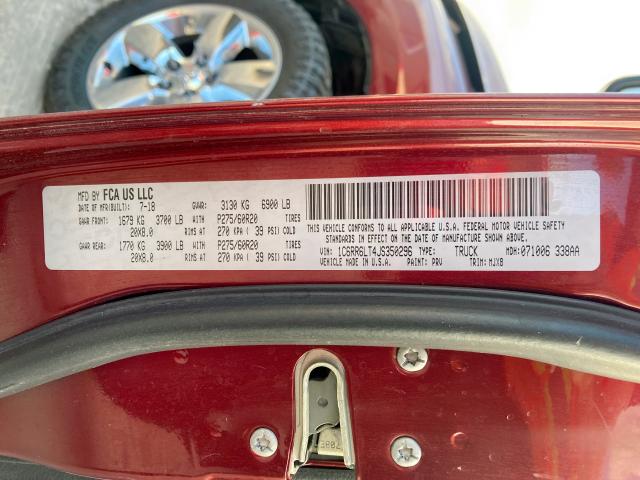 MFD BY FCA US LLC
DATE OF MFR(BUILT): 7-18 GVWR: 3130 KG 6900 LB
GAWR FRONT: 1679 KG 3700 LB WITH P275/60R20 TIRES
20X8.0 RIMS AT 270 KPA ( 39 PSI) COLD
GAWR REAR: 1770 KG 3900 LB WITH P275/60R20 TIRES
20X8.0 RIMS AT 270 KPA ( 39 PSI) COLD
THIS VEHICLE CONFORMS TO ALL APPLICABLE U.S.A. FEDERAL MOTOR VEHICLE SAFETY
STANDARDS IN EFFECT ON THE DATE OF MANUFACTURE SHOWN ABOVE.
VIN: 1C6RR6LT4JS350296 TYPE: TRUCK MDH: 071006 338AA
VEHICLE MADE IN U.S.A. PAINT: PRV TRIM: MJX8